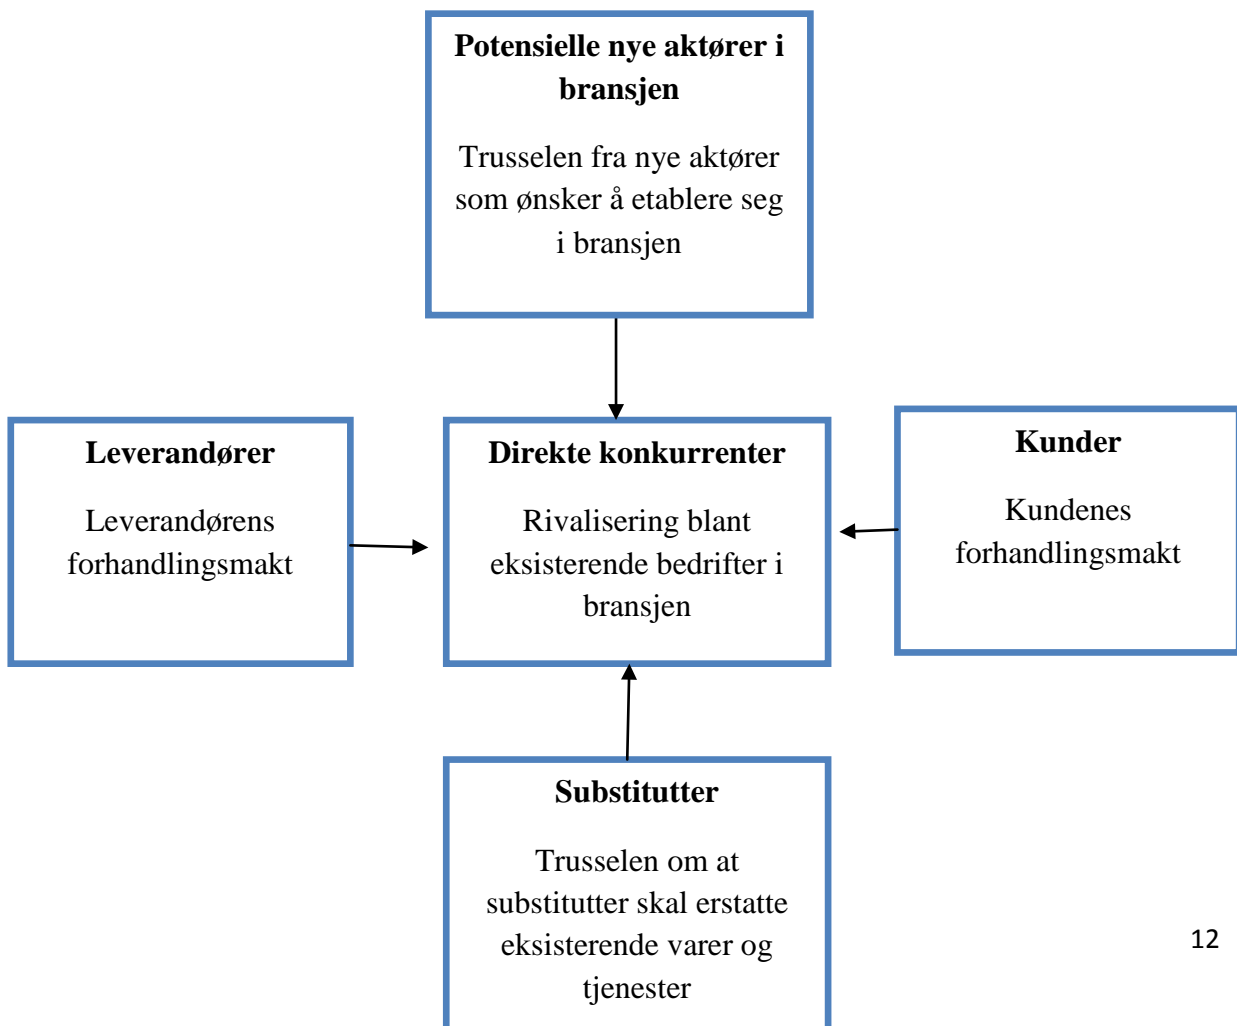 Potensielle nye aktører i
bransjen
Trusselen fra nye aktører
som ønsker å etablere seg
i bransjen
Leverandører
Leverandørens
forhandlingsmakt
Direkte konkurrenter
Rivalisering blant
eksisterende bedrifter i
bransjen
Kunder
Kundenes
forhandlingsmakt
Substitutter
Trusselen om at
substitutter skal erstatte
eksisterende varer og
tjenester
12